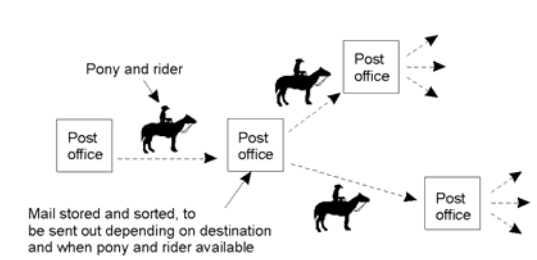 Pony and rider
Post
office
Post
office
Post
office
Post
office
Mail stored and sorted, to
be sent out depending on destination
and when pony and rider available